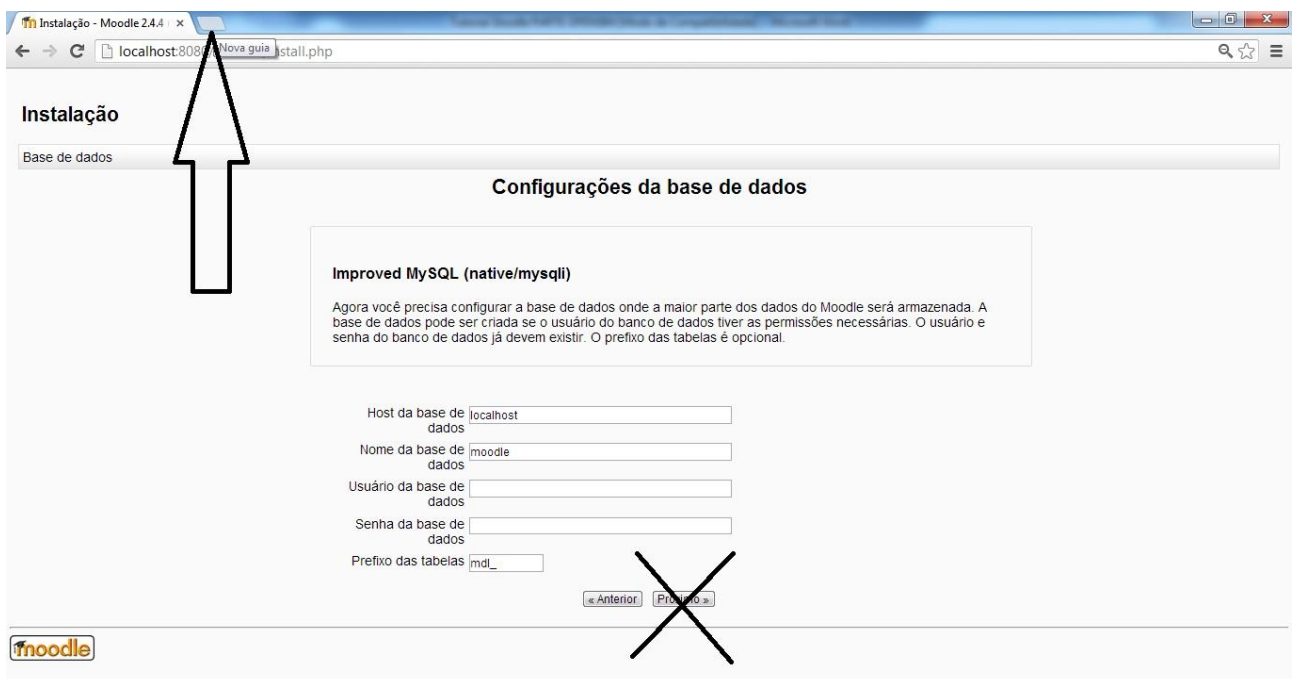 Instalação - Moodle 2.4.4
localhost:808
Nova guia
stall.php
Instalação
Base de dados
Configurações da base de dados
Improved MySQL (native/mysqli)
Agora você precisa configurar a base de dados onde a maior parte dos dados do Moodle será armazenada. A
base de dados pode ser criada se o usuário do banco de dados tiver as permissões necessárias. O usuário e
senha do banco de dados já devem existir. O prefixo das tabelas é opcional.
Host da base de
dados
localhost
Nome da base de
dados
moodle
Usuário da base de
dados
Senha da base de
dados
Prefixo das tabelas mdl_
« Anterior Próximo »
moodle